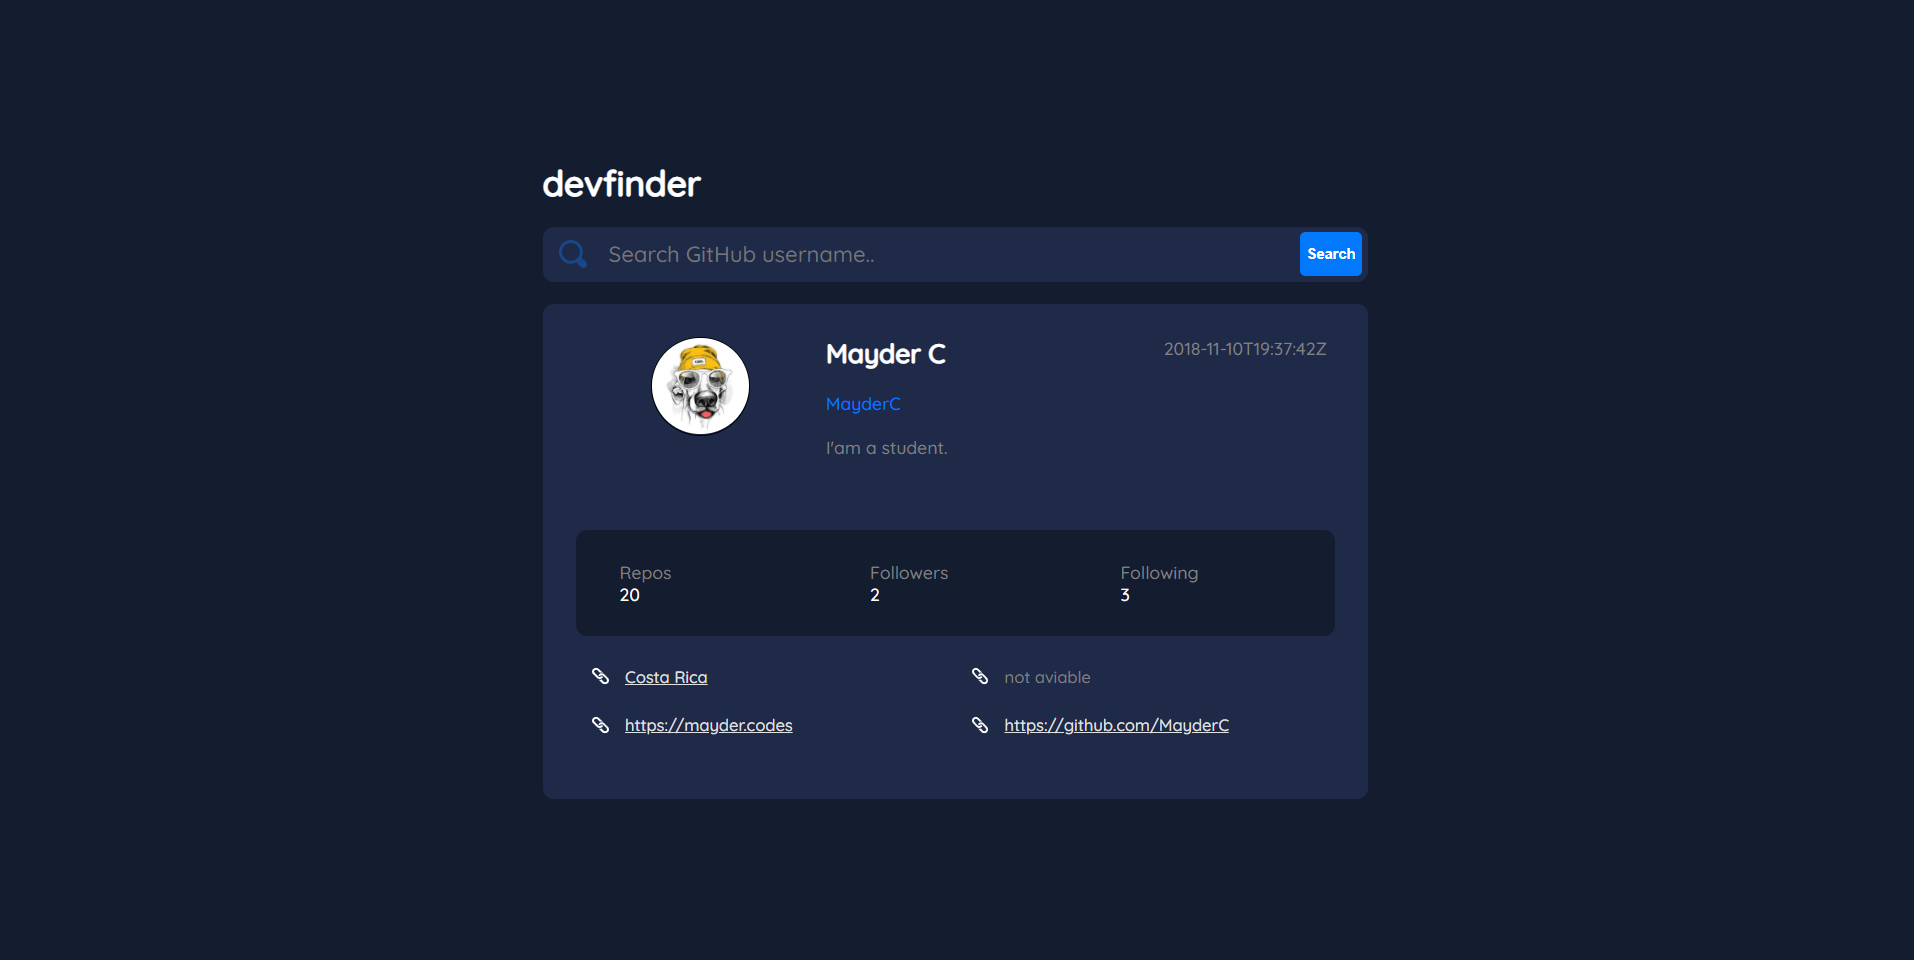 devfinder
Search GitHub username..
Search
Mayder C
2018-11-10T19:37:42Z
MayderC
I'am a student.
Repos
20
Followers
2
Following
3
Costa Rica
not aviable
https://mayder.codes
https://github.com/MayderC